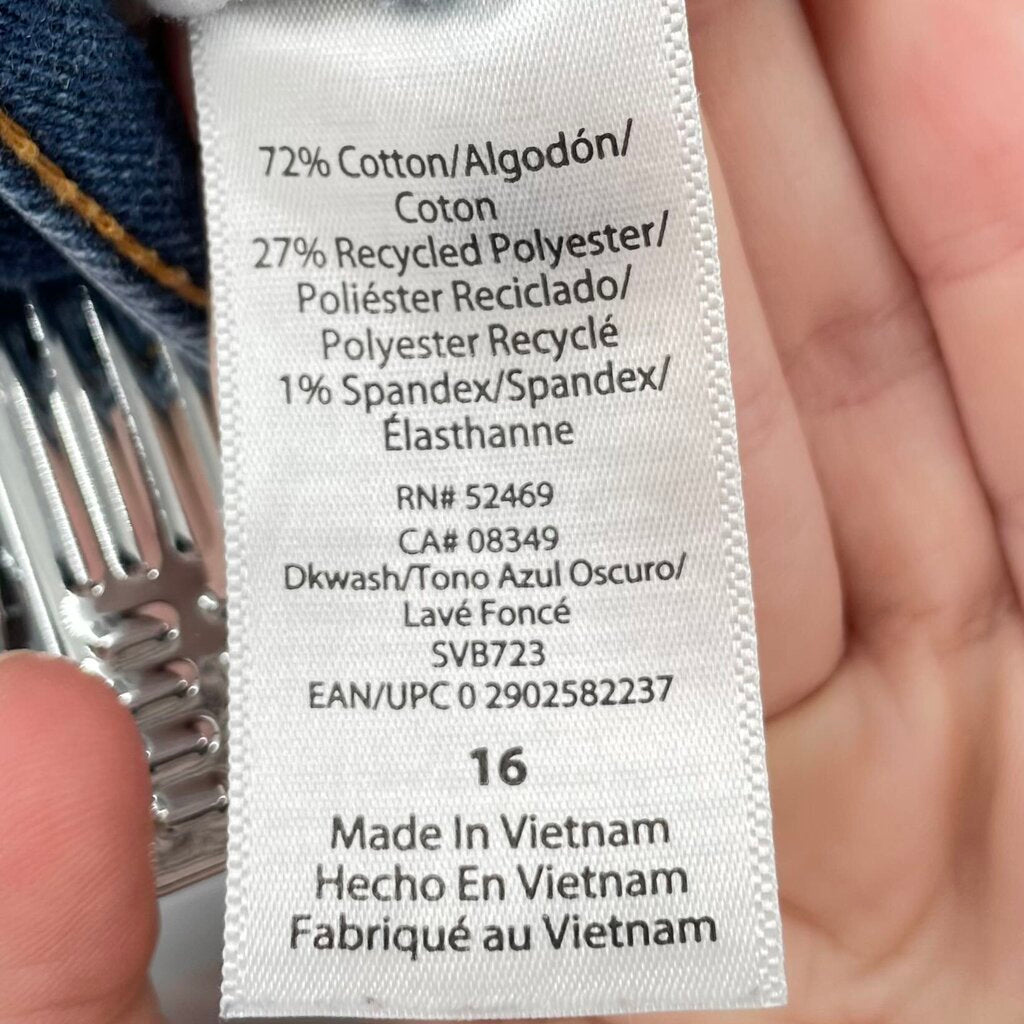 72% Cotton/Algodón/
Coton
27% Recycled Polyester/
Poliéster Reciclado/
Polyester Recyclé
1% Spandex/Spandex/
Élasthanne
RN# 52469
CA# 08349
Dkwash/Tono Azul Oscuro/
Lavé Foncé
SVB723
EAN/UPC 0 2902582237
16
Made In Vietnam
Hecho En Vietnam
Fabriqué au Vietnam